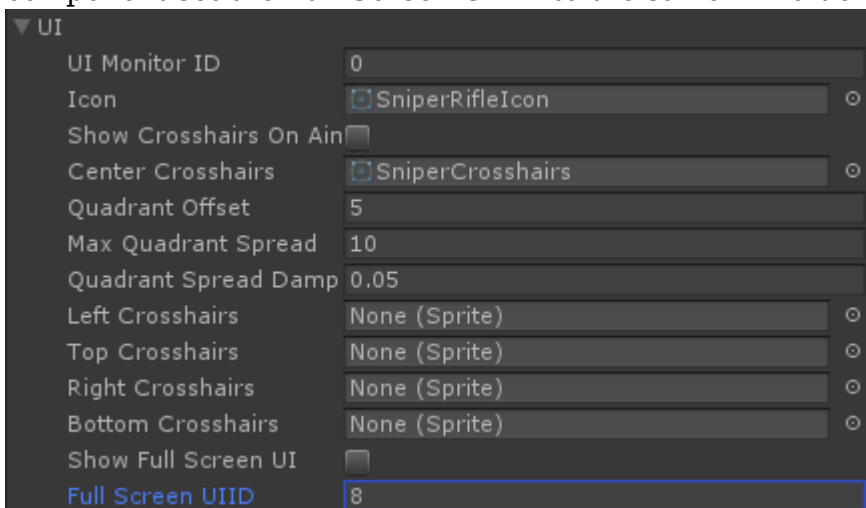 UI
UI Monitor ID 0
Icon SniperRifleIcon
Show Crosshairs On Ain
Center Crosshairs SniperCrosshairs
Quadrant Offset 5
Max Quadrant Spread 10
Quadrant Spread Damp 0.05
Left Crosshairs None (Sprite)
Top Crosshairs None (Sprite)
Right Crosshairs None (Sprite)
Bottom Crosshairs None (Sprite)
Show Full Screen UI
Full Screen UIID 8